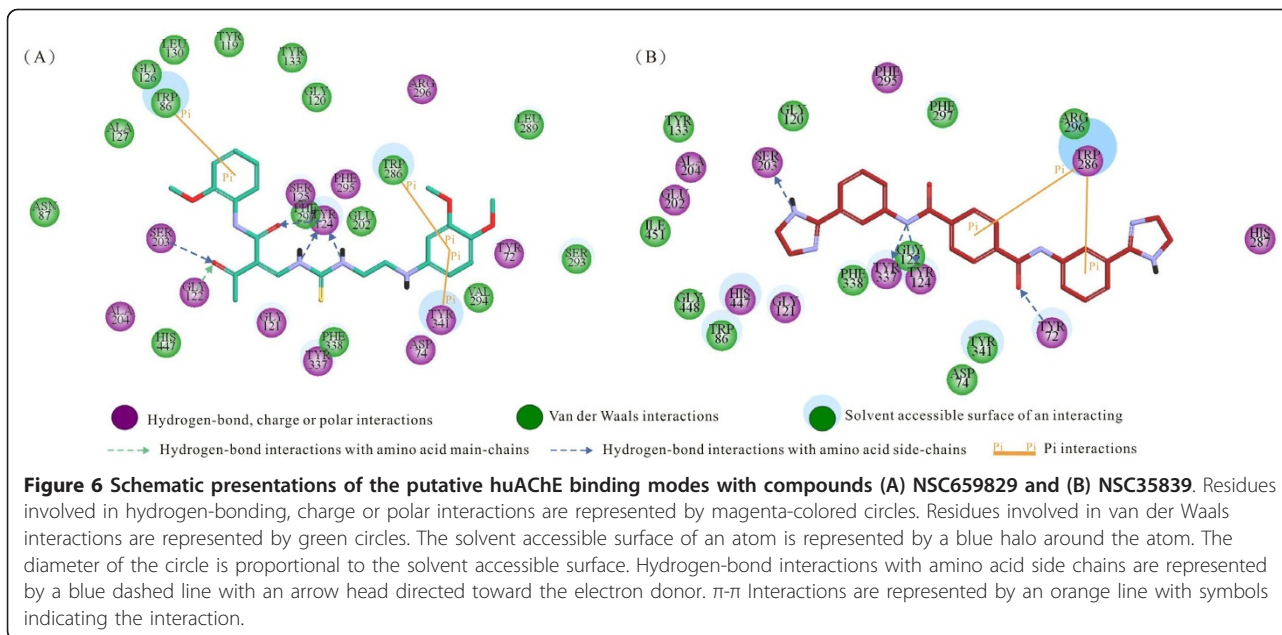 (A)
LEU 130
TYR 119
TYR 133
GLY 126
TRP 86
Pi
GLY 120
ARG 296
LEU 289
ALA 127
Pi
TRP 286
Pi
ASN 87
SER 125
PHE 295
TYR 124
GLU 202
Pi
TYR 72
SER 293
SER 203
GLY 122
Pi
VAL 294
ALA 204
GLY 121
TYR 341
HIS 447
PHE 338
TYR 337
ASP 74
(B)
PHE 295
GLY 120
PHE 297
ARG 296
TYR 133
TRP 286
ALA 204
SER 203
GLU 202
ILE 451
Pi
Pi
HIS 287
PHE 338
TYR 337
TYR 124
GLY 448
HIS 447
GLY 121
TRP 86
TYR 72
TYR 341
ASP 74
Hydrogen-bond, charge or polar interactions
Van der Waals interactions
Solvent accessible surface of an interacting
Hydrogen-bond interactions with amino acid main-chains
Hydrogen-bond interactions with amino acid side-chains
Pi Pi
Pi interactions
Figure 6 Schematic presentations of the putative huAChE binding modes with compounds (A) NSC659829 and (B) NSC35839. Residues
involved in hydrogen-bonding, charge or polar interactions are represented by magenta-colored circles. Residues involved in van der Waals
interactions are represented by green circles. The solvent accessible surface of an atom is represented by a blue halo around the atom. The
diameter of the circle is proportional to the solvent accessible surface. Hydrogen-bond interactions with amino acid side chains are represented
by a blue dashed line with an arrow head directed toward the electron donor. π-π Interactions are represented by an orange line with symbols
indicating the interaction.